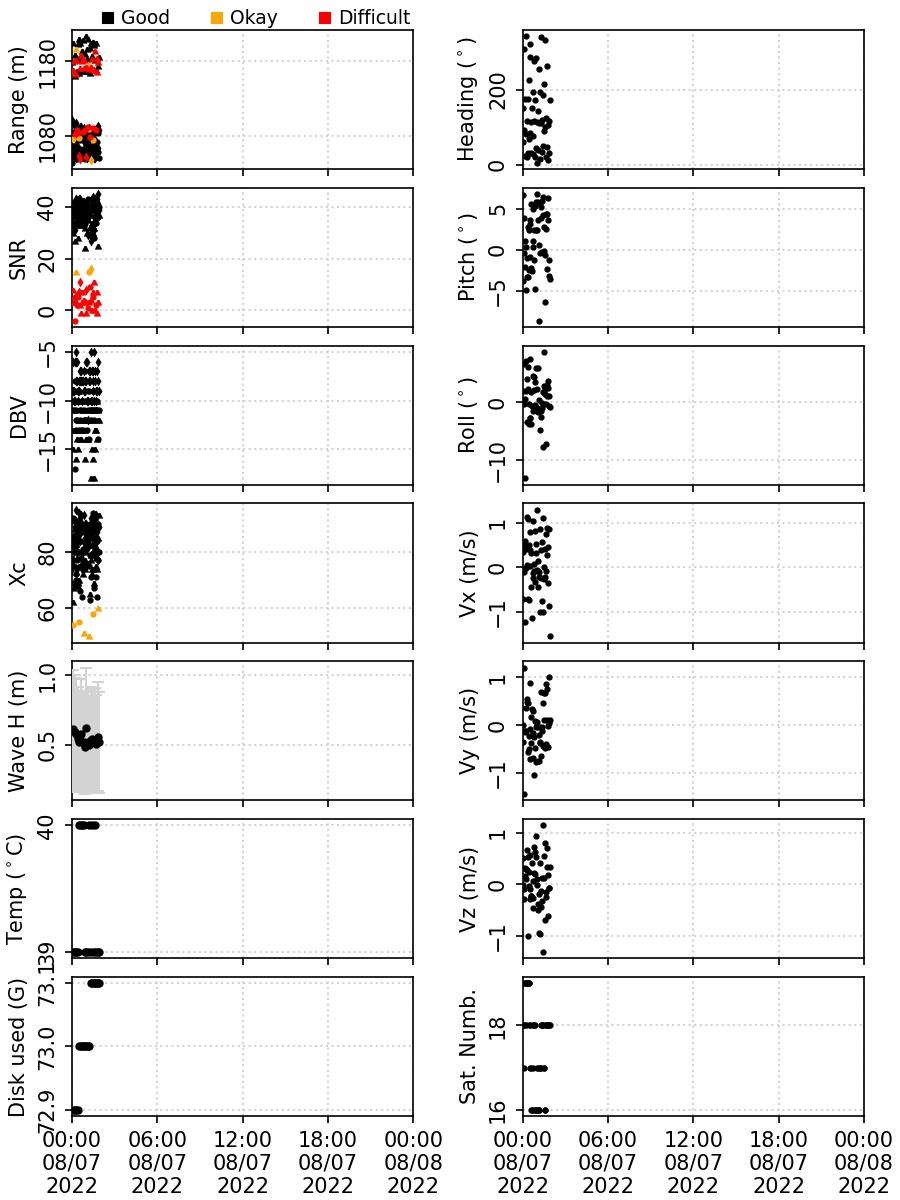 Good Okay Difficult
Range (m)
1180
1080
Heading (°)
200
0
SNR
40
20
0
Pitch (°)
5
0
−5
DBV
−5
−10
−15
Roll (°)
0
−10
Xc
80
60
Vx (m/s)
1
0
−1
Wave H (m)
1.0
0.5
Vy (m/s)
1
0
−1
Temp (°C)
40
39
Vz (m/s)
1
0
−1
Disk used (G)
73.1
73.0
72.9
Sat. Numb.
18
16
00:00 06:00 12:00 18:00 00:00
08/07 08/07 08/07 08/07 08/08
2022 2022 2022 2022 2022
00:00 06:00 12:00 18:00 00:00
08/07 08/07 08/07 08/07 08/08
2022 2022 2022 2022 2022